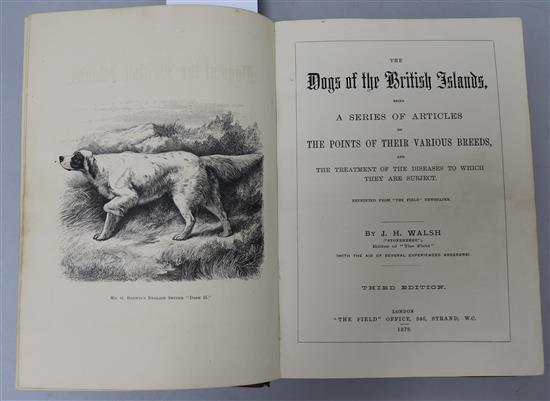 Mr. G. Brewis's English Setter "Dash II."
THE
Dogs of the British Islands,
BEING
A SERIES OF ARTICLES
ON
THE POINTS OF THEIR VARIOUS BREEDS,
AND
THE TREATMENT OF THE DISEASES TO WHICH
THEY ARE SUBJECT.
REPRINTED FROM "THE FIELD" NEWSPAPER.
BY J. H. WALSH
("STONEHENGE"),
Editor of "The Field"
(WITH THE AID OF SEVERAL EXPERIENCED BREEDERS)
THIRD EDITION.
LONDON
"THE FIELD" OFFICE, 346, STRAND, W.C.
1878.